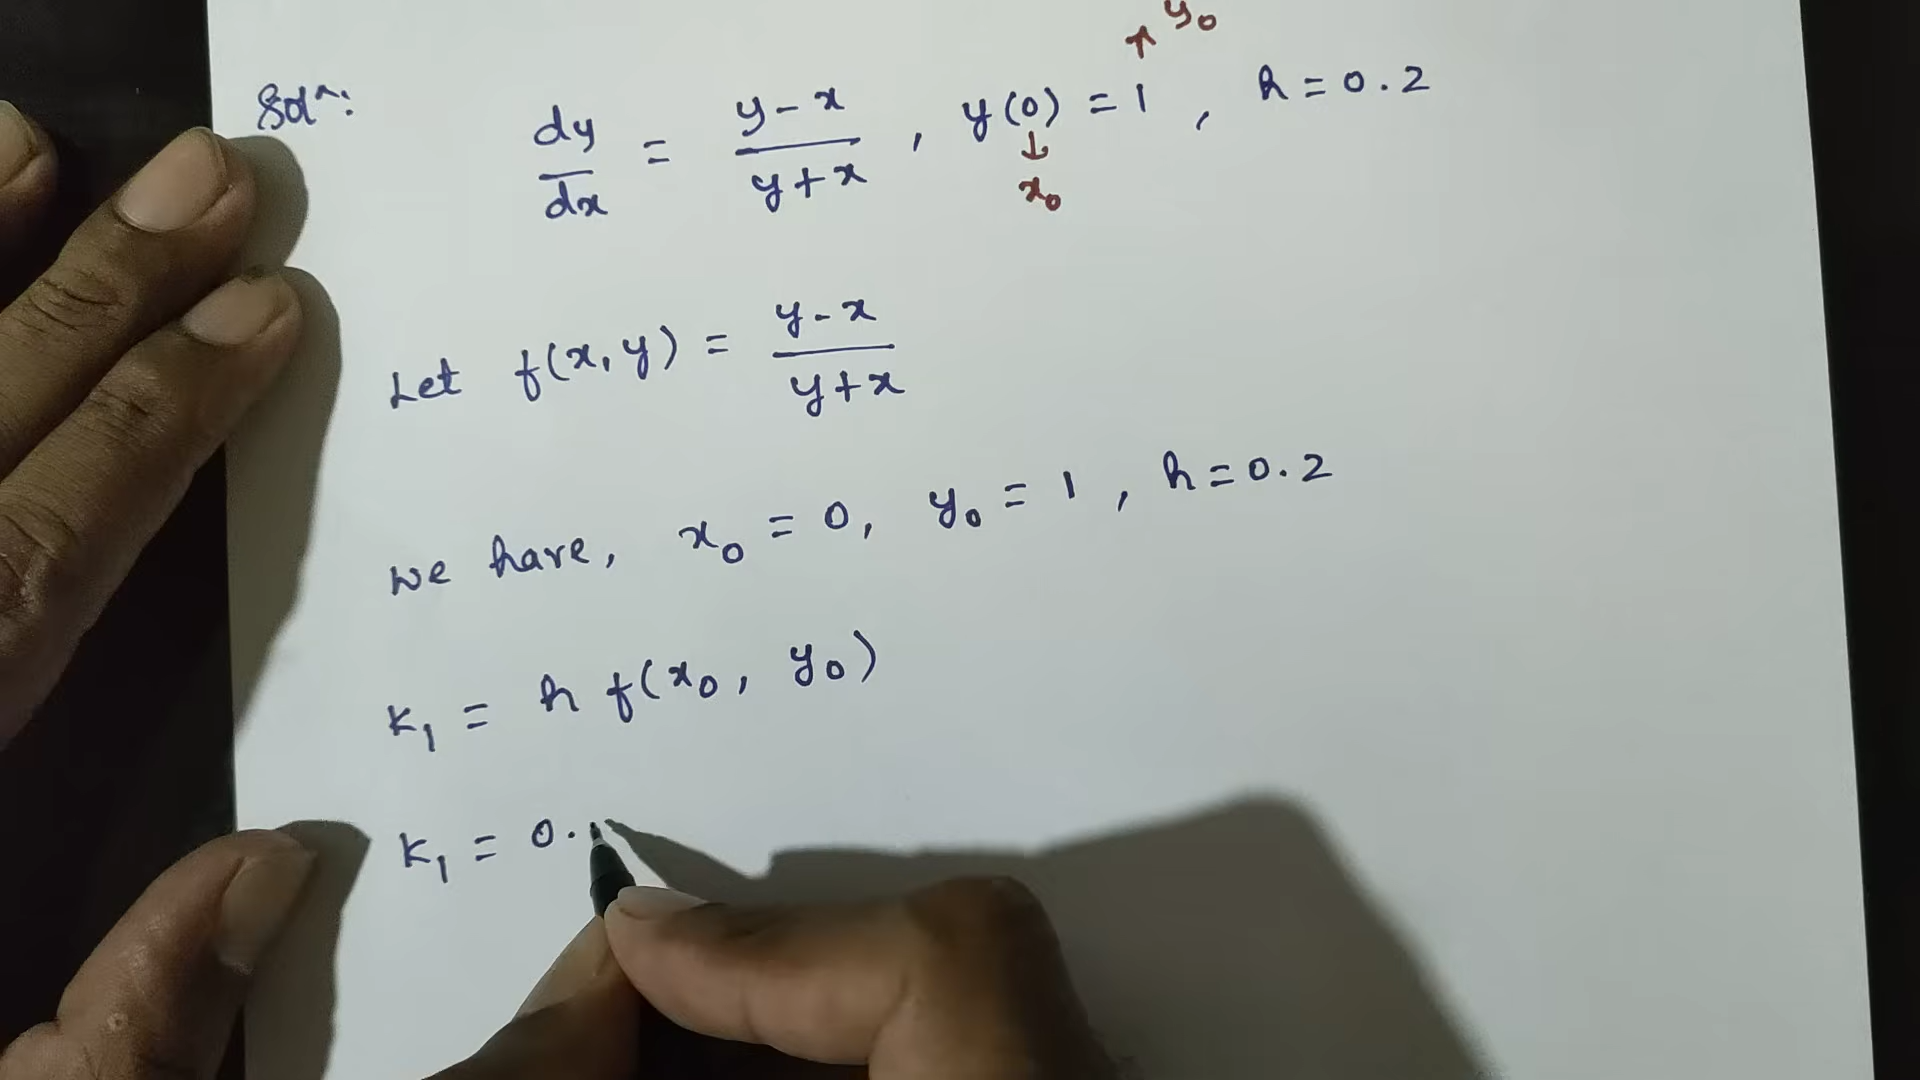 y₀
Solⁿ: dy/dx = y-x/y+x , y(0) = 1 , h = 0.2
x₀
Let f(x,y) = y-x/y+x
we have, x₀ = 0, y₀ = 1 , h = 0.2
K₁ = h f(x₀, y₀)
K₁ = 0.